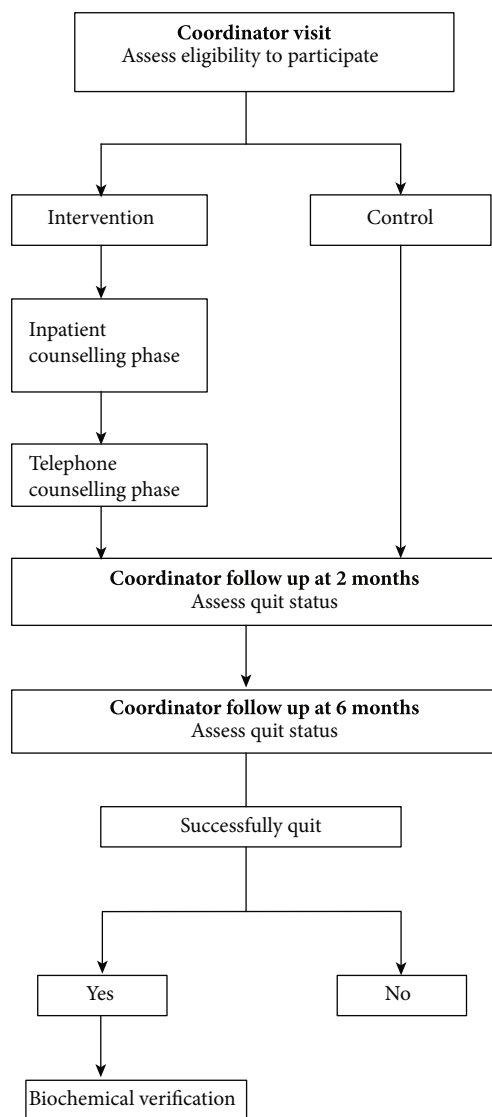 Coordinator visit
Assess eligibility to participate
Intervention
Control
Inpatient
counselling phase
Telephone
counselling phase
Coordinator follow up at 2 months
Assess quit status
Coordinator follow up at 6 months
Assess quit status
Successfully quit
Yes
No
Biochemical verification